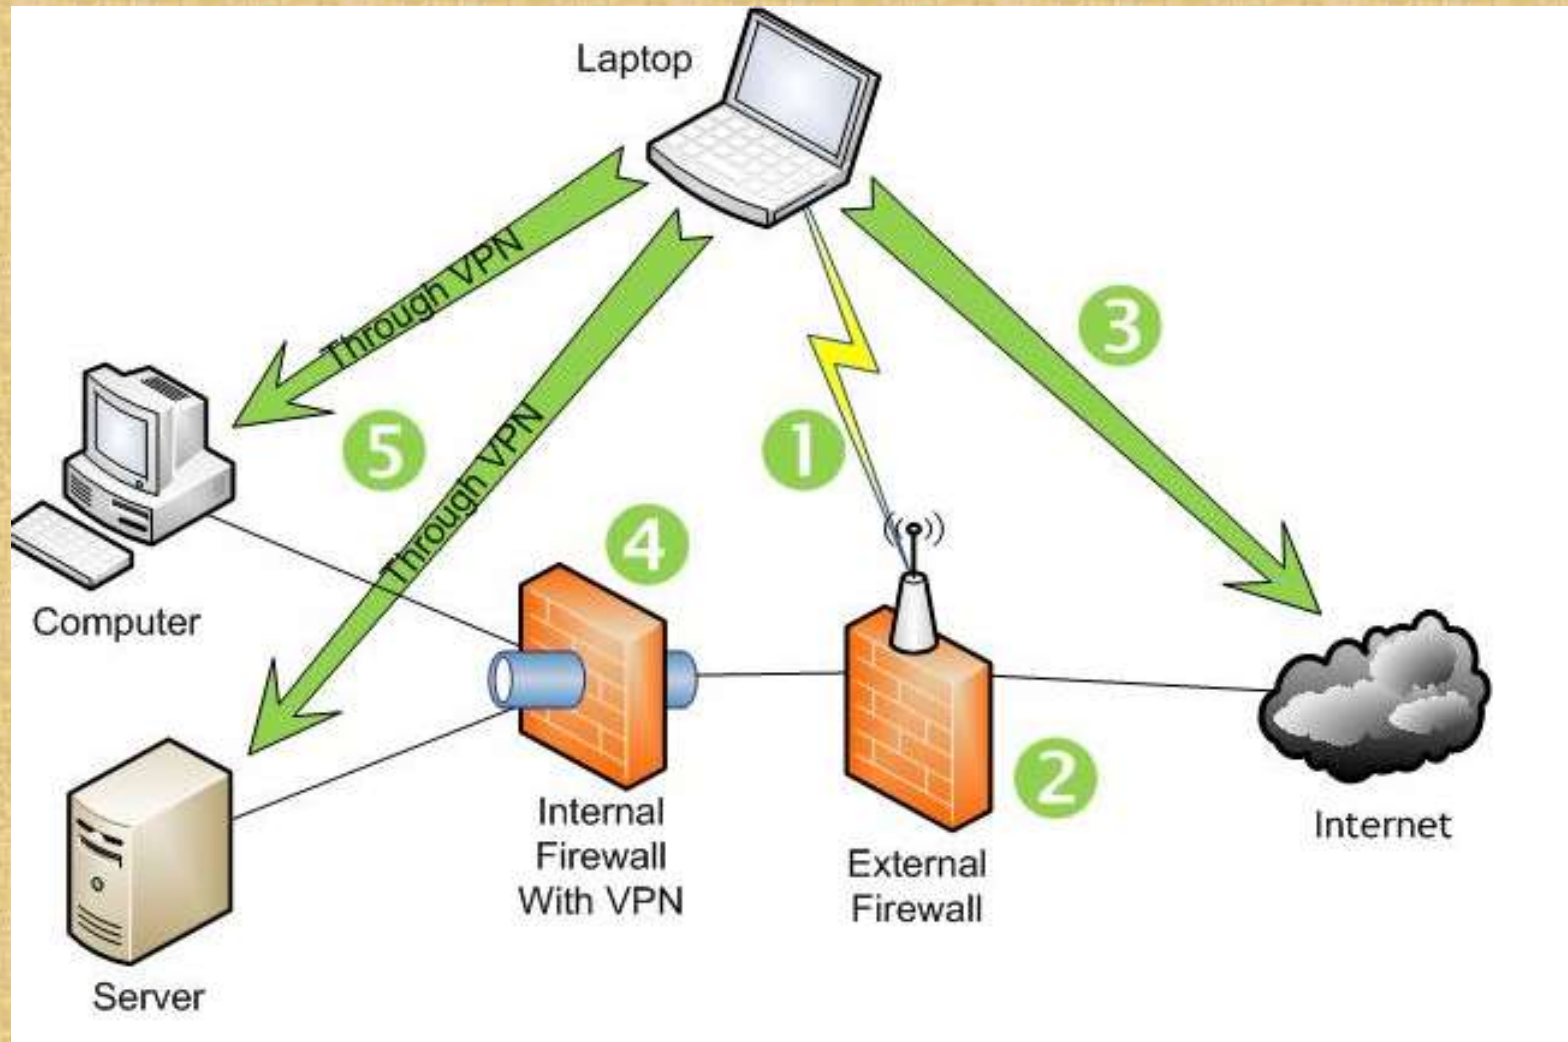 Laptop
Through VPN
3
1
5
Through VPN
4
Computer
2
Internal
Firewall
With VPN
External
Firewall
Internet
Server